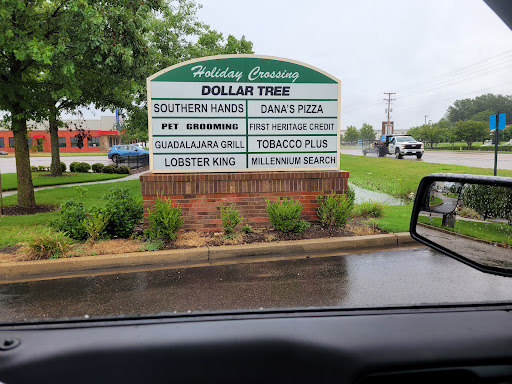 Holiday Crossing
DOLLAR TREE
SOUTHERN HANDS
DANA'S PIZZA
PET GROOMING
FIRST HERITAGE CREDIT
GUADALAJARA GRILL
TOBACCO PLUS
LOBSTER KING
MILLENNIUM SEARCH